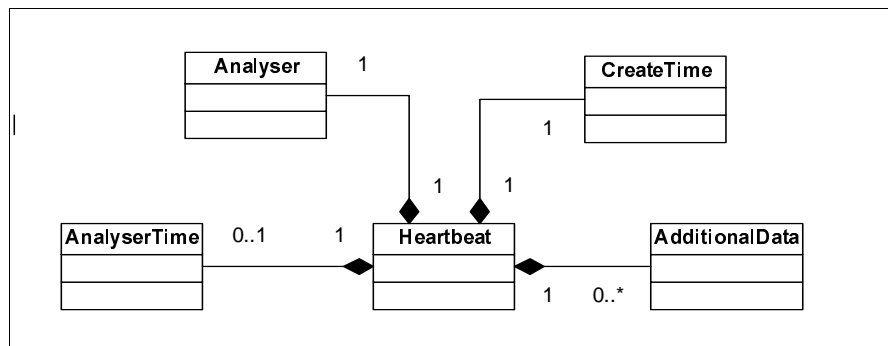 Analyser
1
CreateTime
1
1
1
AnalyserTime
0..1
1
Heartbeat
AdditionalData
1
0..*